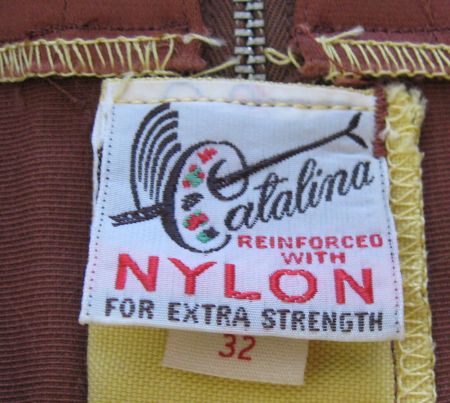 Catalina
REINFORCED
WITH
NYLON
FOR EXTRA STRENGTH
32